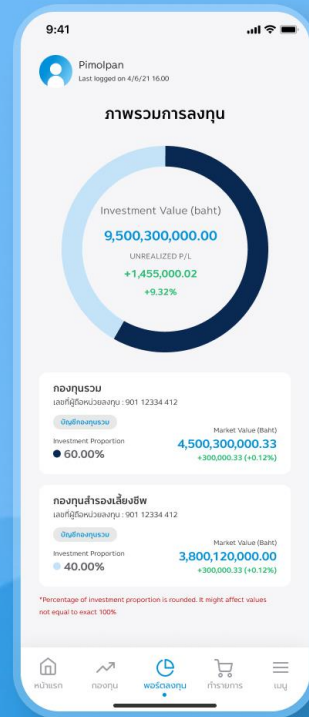 9:41
Pimolpan
Last logged on 4/6/21 16.00
ภาพรวมการลงทุน
Investment Value (baht)
9,500,300,000.00
UNREALIZED P/L
+1,455,000.02
+9.32%
กองทุนรวม
เลขที่ผู้ถือหน่วยลงทุน : 901 12334 412
บัญชีกองทุนรวม
Investment Proportion
60.00%
Market Value (Baht)
4,500,300,000.33
+300,000.33 (+0.12%)
กองทุนสำรองเลี้ยงชีพ
เลขที่ผู้ถือหน่วยลงทุน : 901 12334 412
บัญชีกองทุนรวม
Investment Proportion
40.00%
Market Value (Baht)
3,800,120,000.00
+300,000.33 (+0.12%)
*Percentage of investment proportion is rounded. It might affect values
not equal to exact 100%
หน้าแรก
กองทุน
พอร์ตลงทุน
ทำรายการ
เมนู